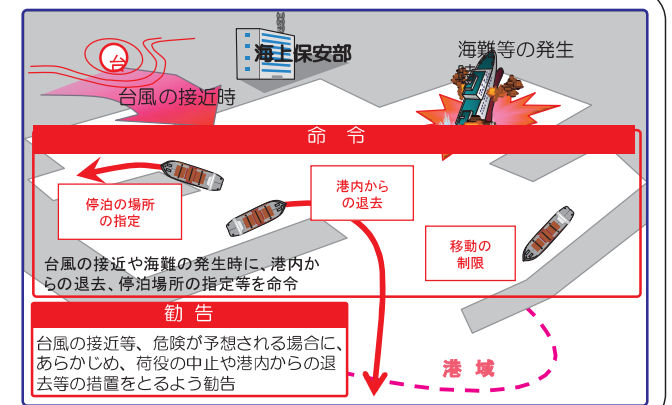 台
海上保安部
海難等の発生
時
台風の接近時
命 令
停泊の場所
の指定
港内から
の退去
移動の
制限
台風の接近や海難の発生時に、港内か
らの退去、停泊場所の指定等を命令
勧 告
台風の接近等、危険が予想される場合に、
あらかじめ、荷役の中止や港内からの退
去等の措置をとるよう勧告
港 域